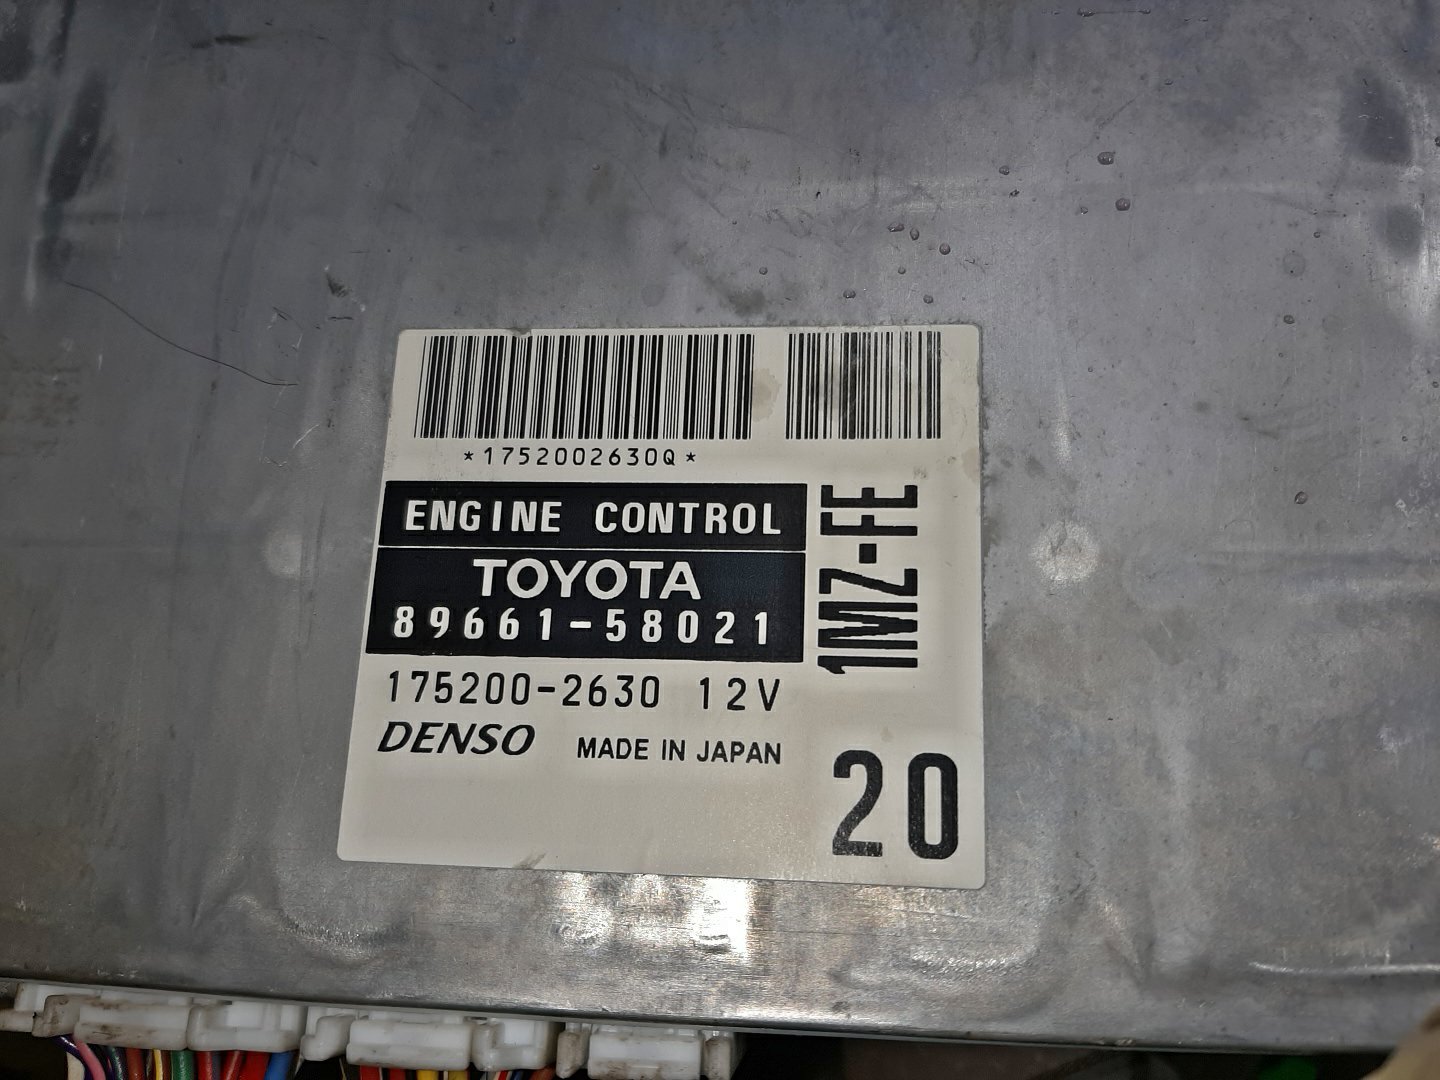 *1752002630Q*
ENGINE CONTROL
TOYOTA
89661-58021
175200-2630 12V
DENSO MADE IN JAPAN
1MZ-FE
20